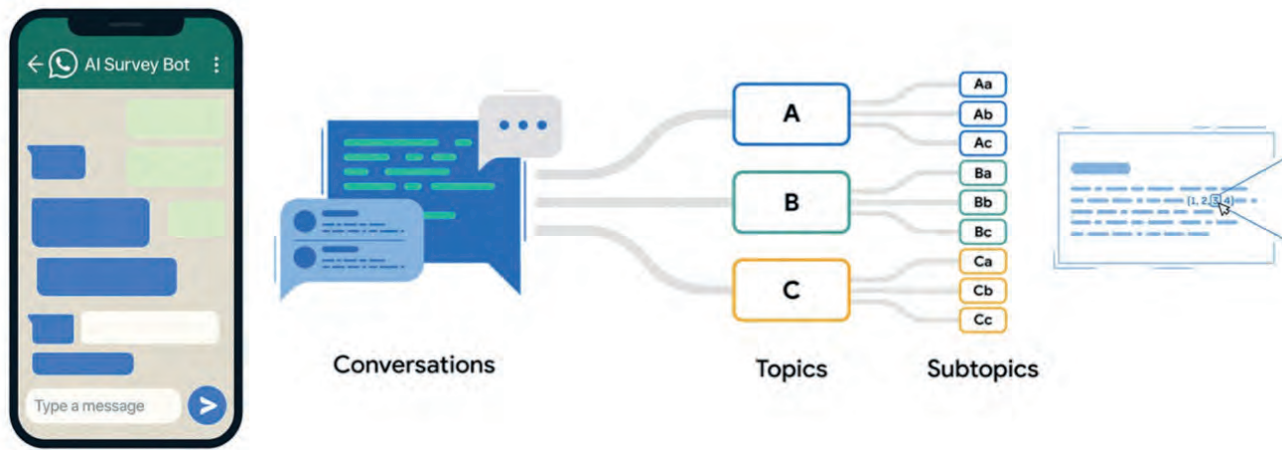 AI Survey Bot
Type a message
Conversations
A
B
C
Topics
Aa
Ab
Ac
Ba
Bb
Bc
Ca
Cb
Cc
Subtopics
(1, 2, 3, 4)